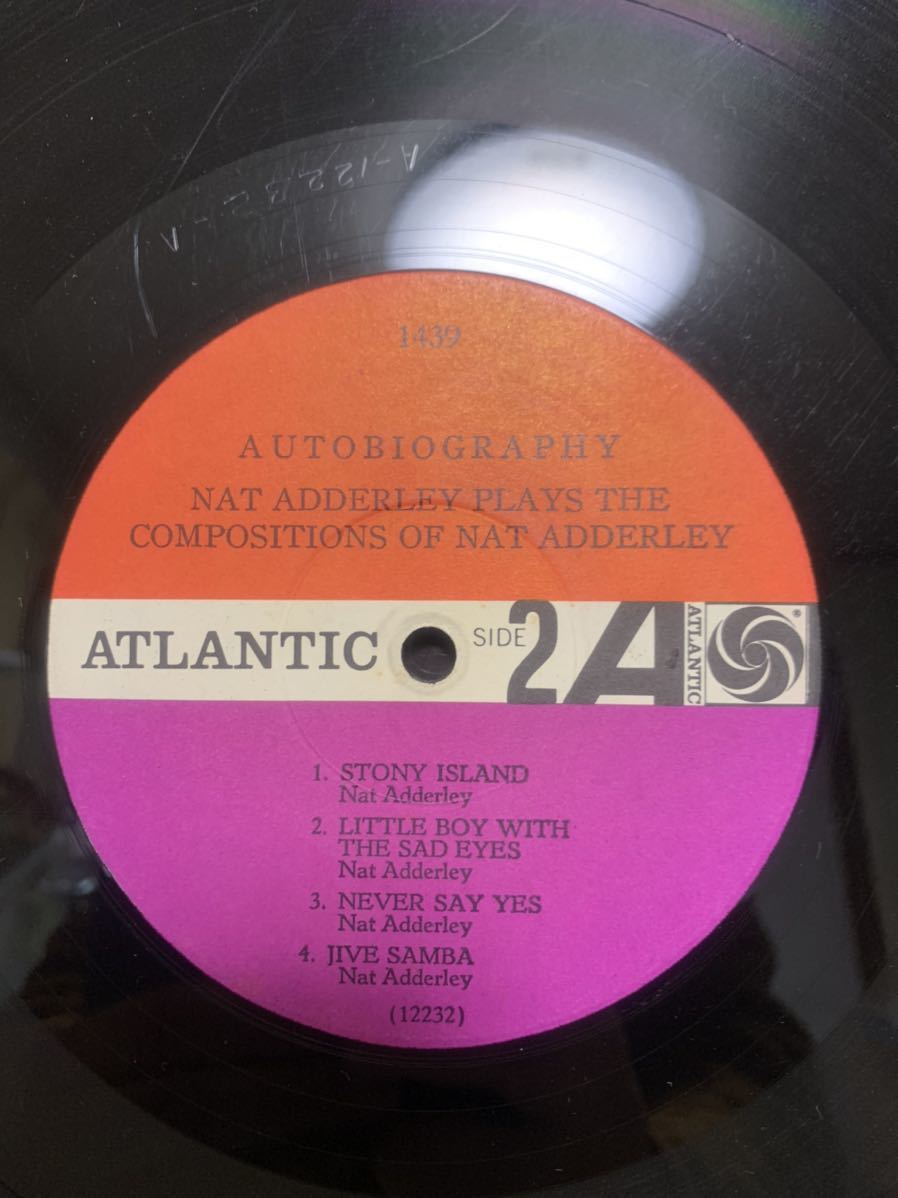 1439
AUTOBIOGRAPHY
NAT ADDERLEY PLAYS THE
COMPOSITIONS OF NAT ADDERLEY
ATLANTIC SIDE 2 A ATLANTIC
1. STONY ISLAND
Nat Adderley
2. LITTLE BOY WITH
THE SAD EYES
Nat Adderley
3. NEVER SAY YES
Nat Adderley
4. JIVE SAMBA
Nat Adderley
(12232)